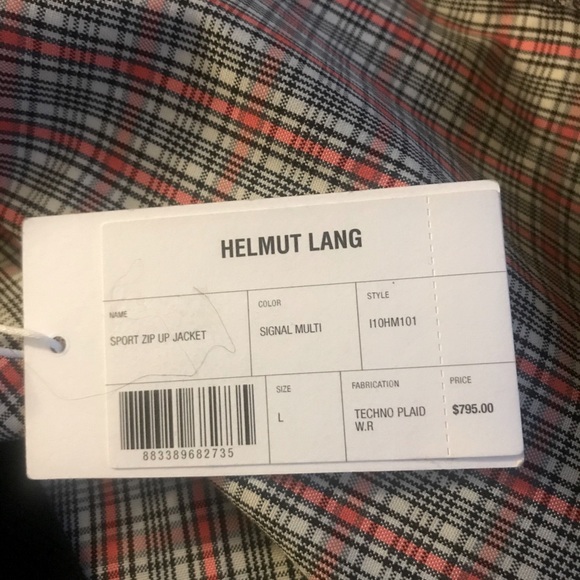 HELMUT LANG
NAME
SPORT ZIP UP JACKET
COLOR
SIGNAL MULTI
STYLE
I10HM101
883389682735
SIZE
L
FABRICATION
TECHNO PLAID
W.R
PRICE
$795.00